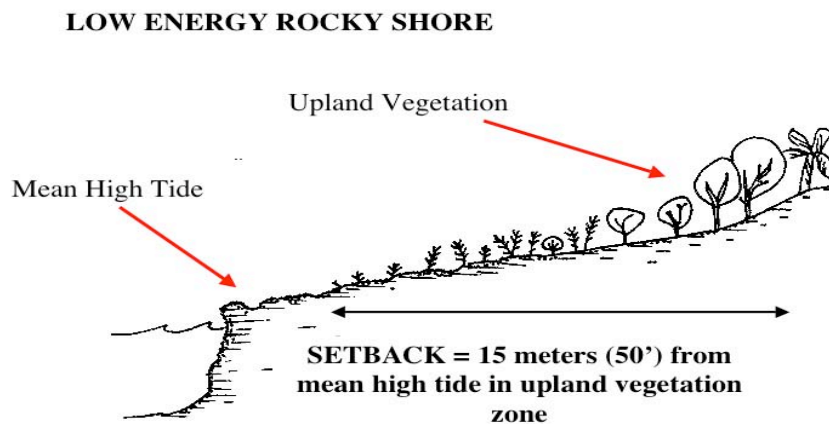 LOW ENERGY ROCKY SHORE
Upland Vegetation
Mean High Tide
SETBACK = 15 meters (50’) from
mean high tide in upland vegetation
zone